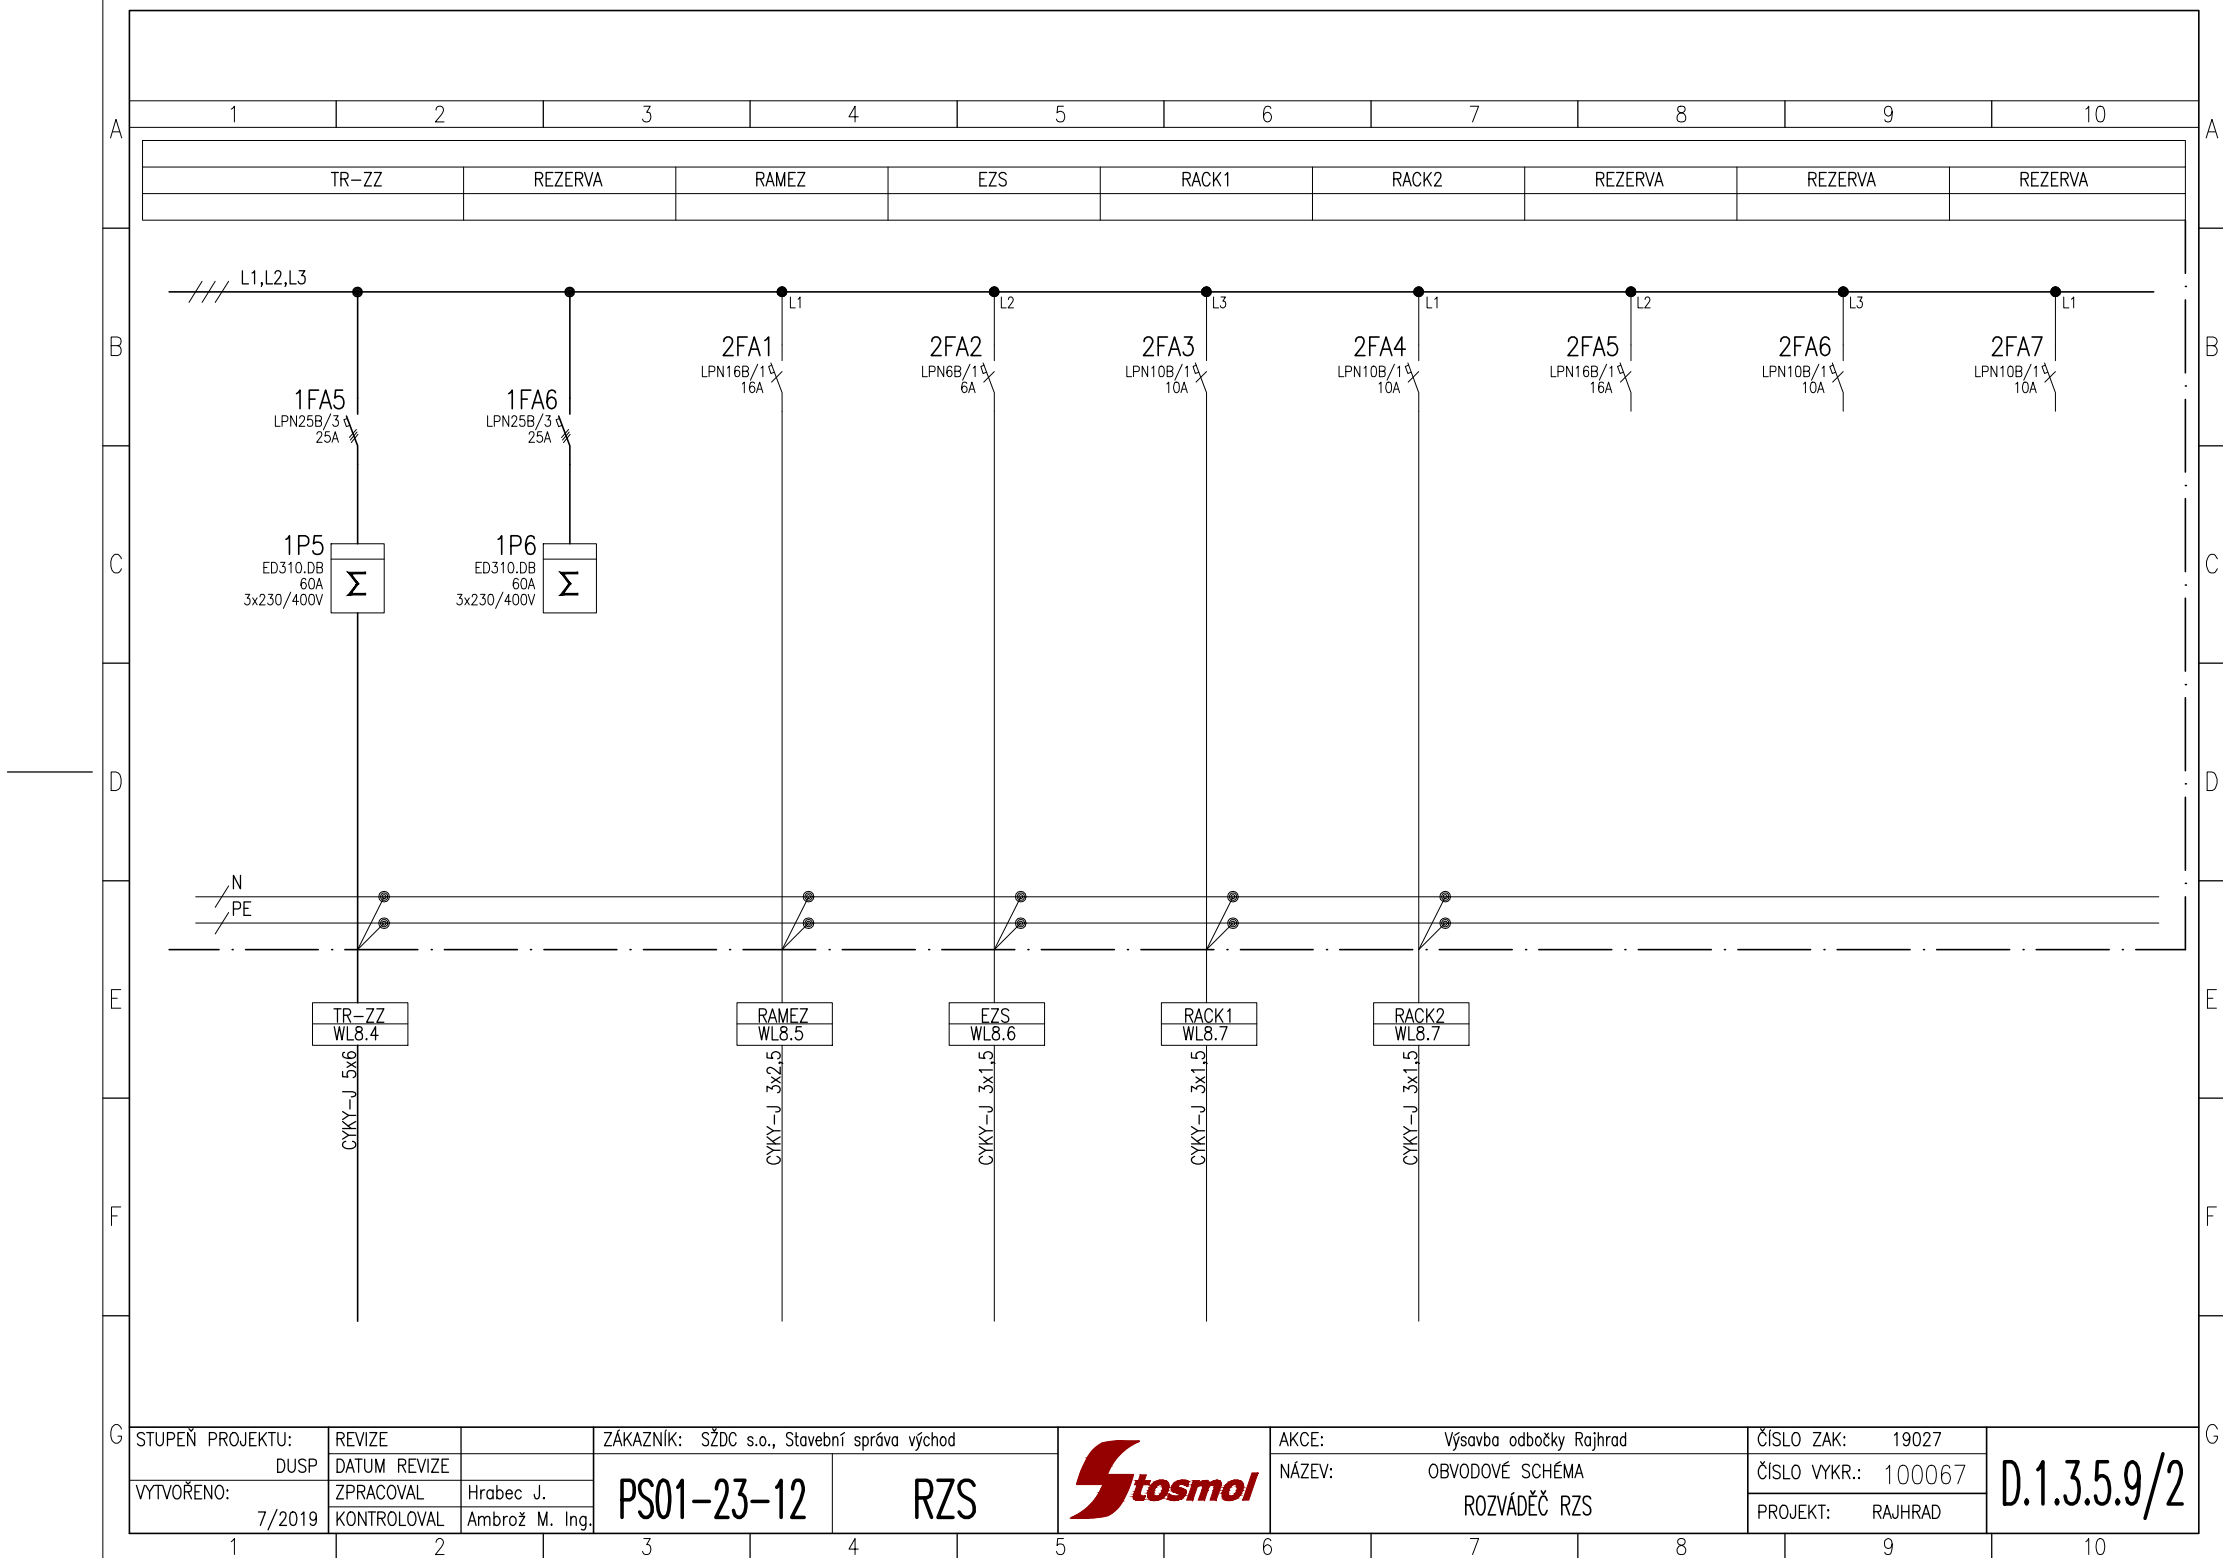 1 2 3 4 5 6 7 8 9 10
A A
TR-ZZ REZERVA RAMEZ EZS RACK1 RACK2 REZERVA REZERVA REZERVA
L1,L2,L3
L1 L2 L3 L1 L2 L3 L1
B B
2FA1 2FA2 2FA3 2FA4 2FA5 2FA6 2FA7
LPN16B/1 LPN6B/1 LPN10B/1 LPN10B/1 LPN16B/1 LPN10B/1 LPN10B/1
16A 6A 10A 10A 16A 10A 10A
1FA5 1FA6
LPN25B/3 LPN25B/3
25A 25A
C C
1P5 1P6
ED310.DB ED310.DB
60A 60A
3x230/400V 3x230/400V
Σ Σ
D D
N
PE
E E
TR-ZZ RAMEZ EZS RACK1 RACK2
WL8.4 WL8.5 WL8.6 WL8.7 WL8.7
CYKY-J 5x6
CYKY-J 3x2,5
CYKY-J 3x1,5
CYKY-J 3x1,5
CYKY-J 3x1,5
F F
G G
STUPEŇ PROJEKTU:
DUSP
VYTVOŘENO:
7/2019
REVIZE
DATUM REVIZE
ZPRACOVAL Hrabec J.
KONTROLOVAL Ambrož M. Ing.
ZÁKAZNÍK: SŽDC s.o., Stavební správa východ
PS01-23-12 RZS
Stosmol
AKCE: Výsavba odbočky Rajhrad
NÁZEV: OBVODOVÉ SCHÉMA
ROZVÁDĚČ RZS
ČÍSLO ZAK: 19027
ČÍSLO VYKR.: 100067
PROJEKT: RAJHRAD
D.1.3.5.9/2
1 2 3 4 5 6 7 8 9 10